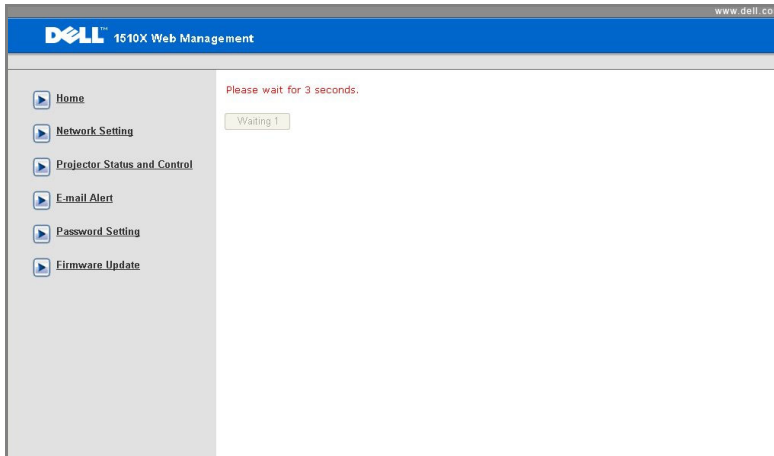 www.dell.co
DELL™ 1510X Web Management
Home
Network Setting
Projector Status and Control
E-mail Alert
Password Setting
Firmware Update
Please wait for 3 seconds.
Waiting 1